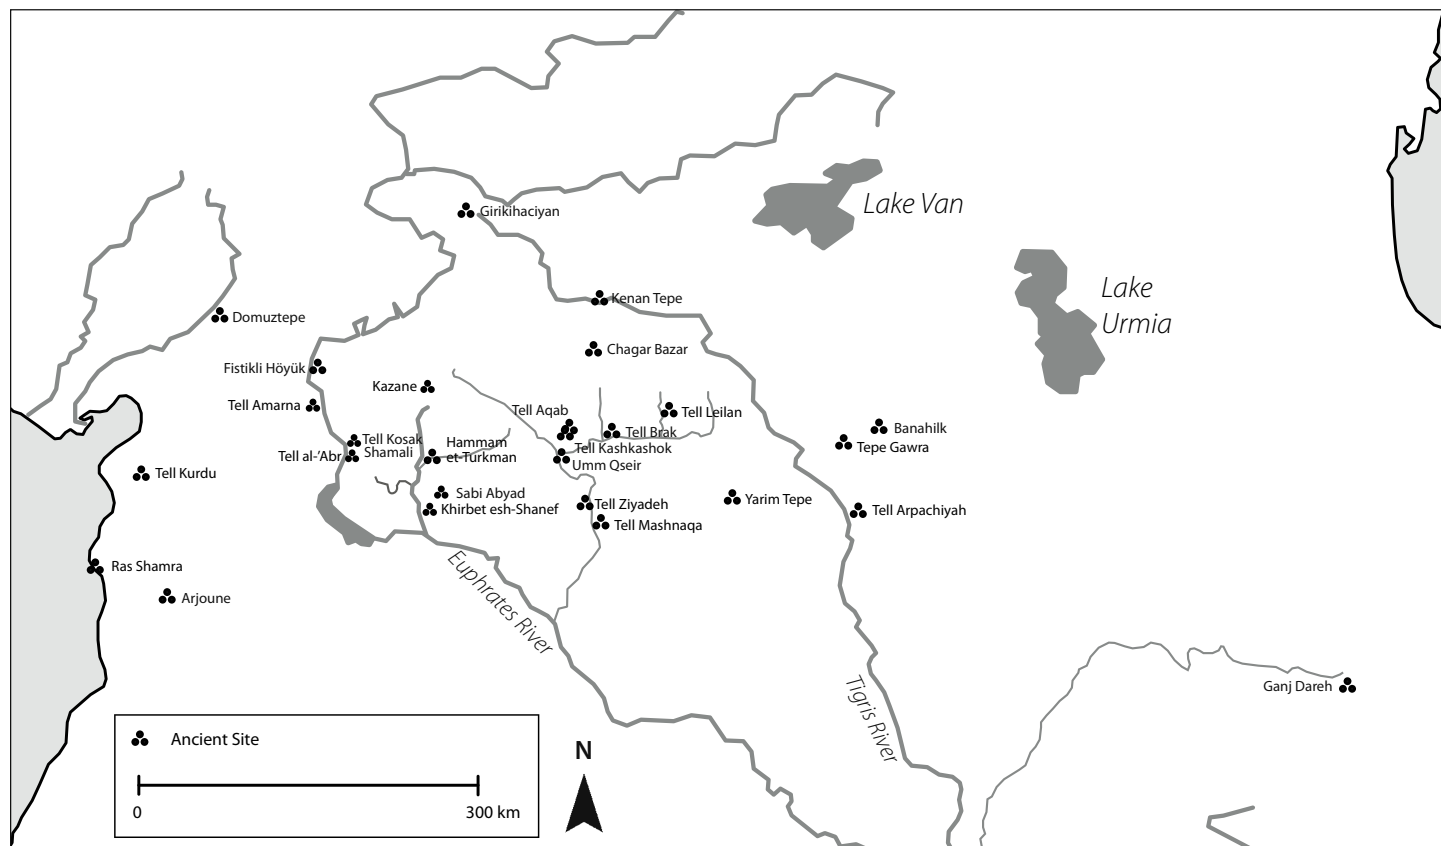 Lake Van
Girikihaciyan
Lake
Urmia
Kenan Tepe
Domuztepe
Chagar Bazar
Fistikli Höyük
Kazane
Tell Amarna
Tell Aqab
Tell Leilan
Tell Brak
Banahilk
Tepe Gawra
Tell Kosak
Shamali
Tell al-‘Abr
Hammam
et-Turkman
Tell Kashkashok
Umm Qseir
Tell Kurdu
Sabi Abyad
Khirbet esh-Shanef
Tell Ziyadeh
Tell Mashnaqa
Yarim Tepe
Tell Arpachiyah
Ras Shamra
Arjoune
Euphrates River
Tigris River
Ganj Dareh
Ancient Site
0 300 km
N